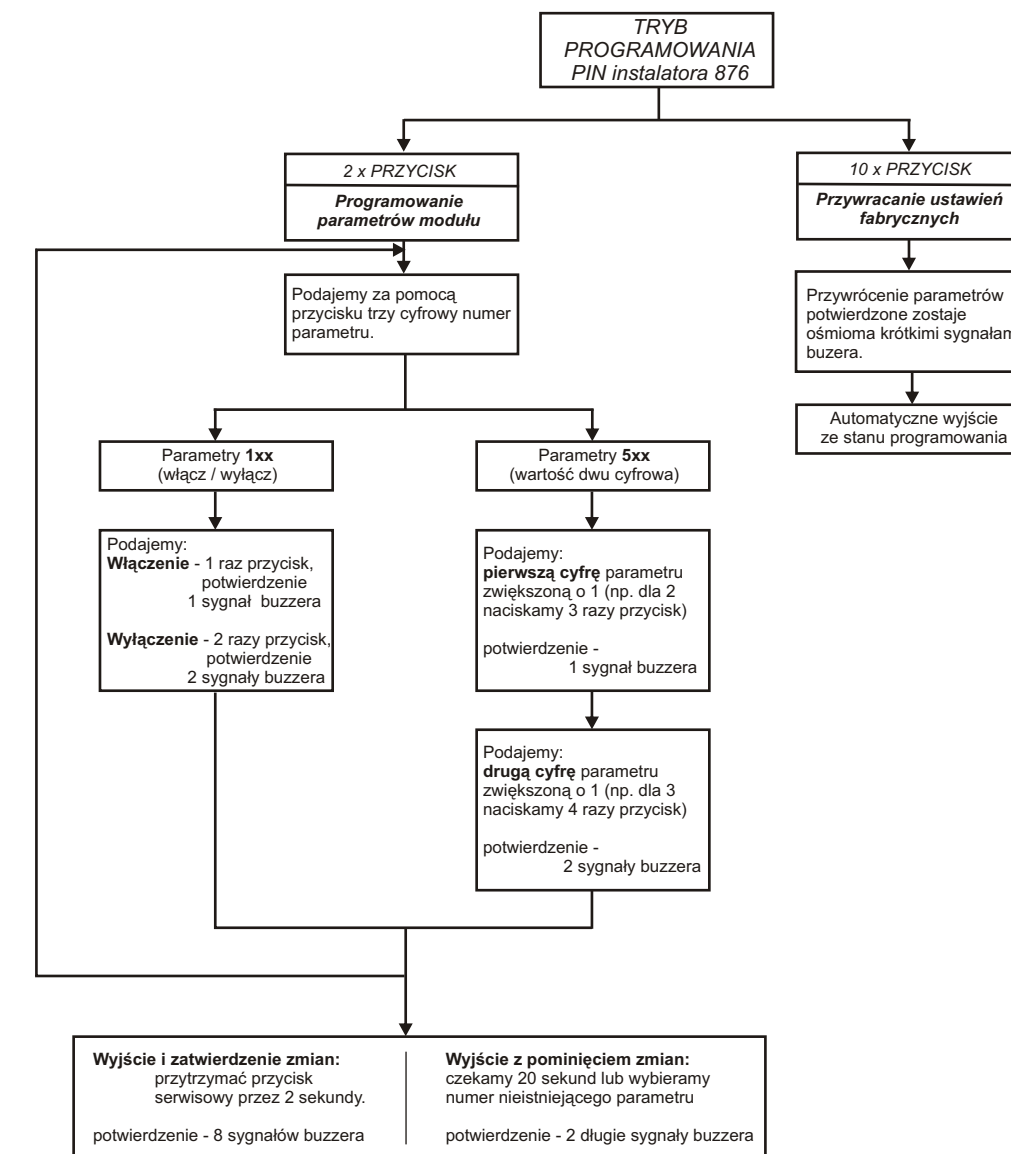 TRYB
PROGRAMOWANIA
PIN instalatora 876
2 x PRZYCISK
Programowanie
parametrów modułu
10 x PRZYCISK
Przywracanie ustawień
fabrycznych
Podajemy za pomocą
przycisku trzy cyfrowy numer
parametru.
Przywrócenie parametrów
potwierdzone zostaje
ośmioma krótkimi sygnałam
buzera.
Automatyczne wyjście
ze stanu programowania
Parametry 1xx
(włącz / wyłącz)
Parametry 5xx
(wartość dwu cyfrowa)
Podajemy:
Włączenie - 1 raz przycisk,
potwierdzenie
1 sygnał buzzera
Wyłączenie - 2 razy przycisk,
potwierdzenie
2 sygnały buzzera
Podajemy:
pierwszą cyfrę parametru
zwiększoną o 1 (np. dla 2
naciskamy 3 razy przycisk)
potwierdzenie -
1 sygnał buzzera
Podajemy:
drugą cyfrę parametru
zwiększoną o 1 (np. dla 3
naciskamy 4 razy przycisk)
potwierdzenie -
2 sygnały buzzera
Wyjście i zatwierdzenie zmian:
przytrzymać przycisk
serwisowy przez 2 sekundy.
potwierdzenie - 8 sygnałów buzzera
Wyjście z pominięciem zmian:
czekamy 20 sekund lub wybieramy
numer nieistniejącego parametru
potwierdzenie - 2 długie sygnały buzzera